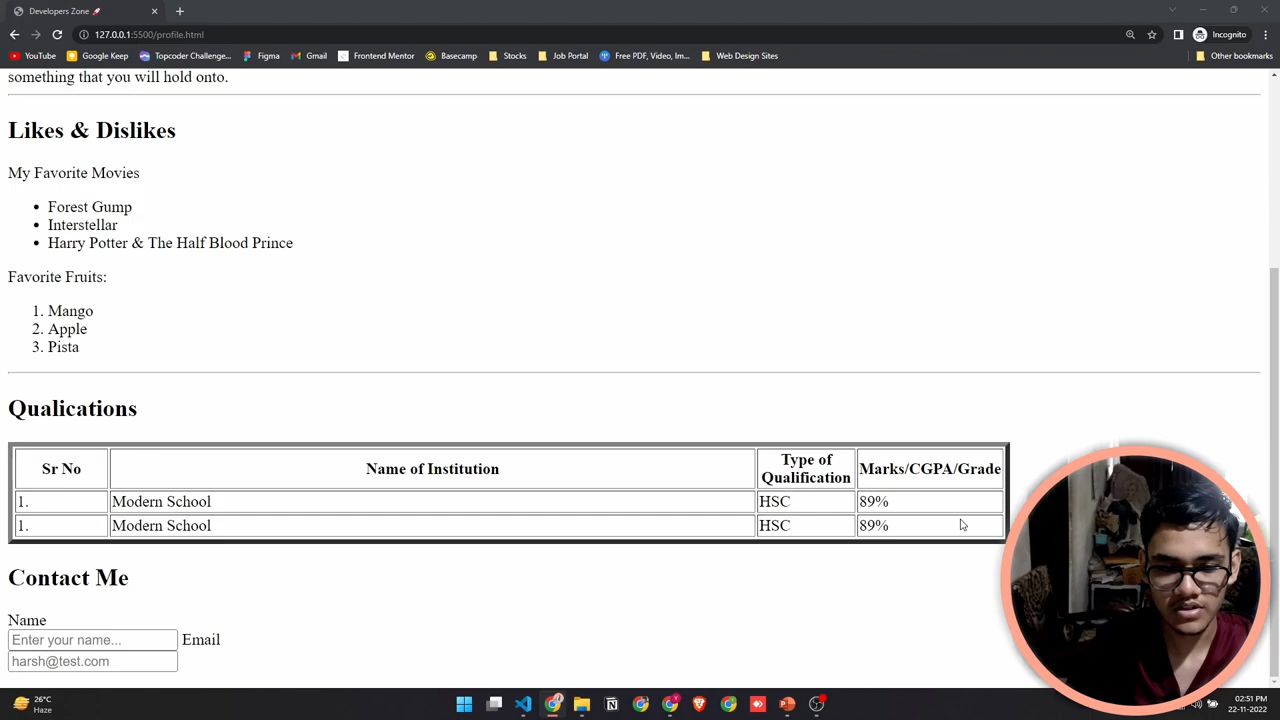 Developers Zone 🚀
127.0.0.1:5500/profile.html
Incognito
YouTube Google Keep Topcoder Challenge... Figma Gmail Frontend Mentor Basecamp Stocks Job Portal Free PDF, Video, Im... Web Design Sites Other bookmarks
something that you will hold onto.
Likes & Dislikes
My Favorite Movies
• Forest Gump
• Interstellar
• Harry Potter & The Half Blood Prince
Favorite Fruits:
1. Mango
2. Apple
3. Pista
Qualications
Sr No Name of Institution Type of Qualification Marks/CGPA/Grade
1. Modern School HSC 89%
1. Modern School HSC 89%
Contact Me
Name
Enter your name... Email
harsh@test.com
26°C
Haze
02:51 PM
22-11-2022